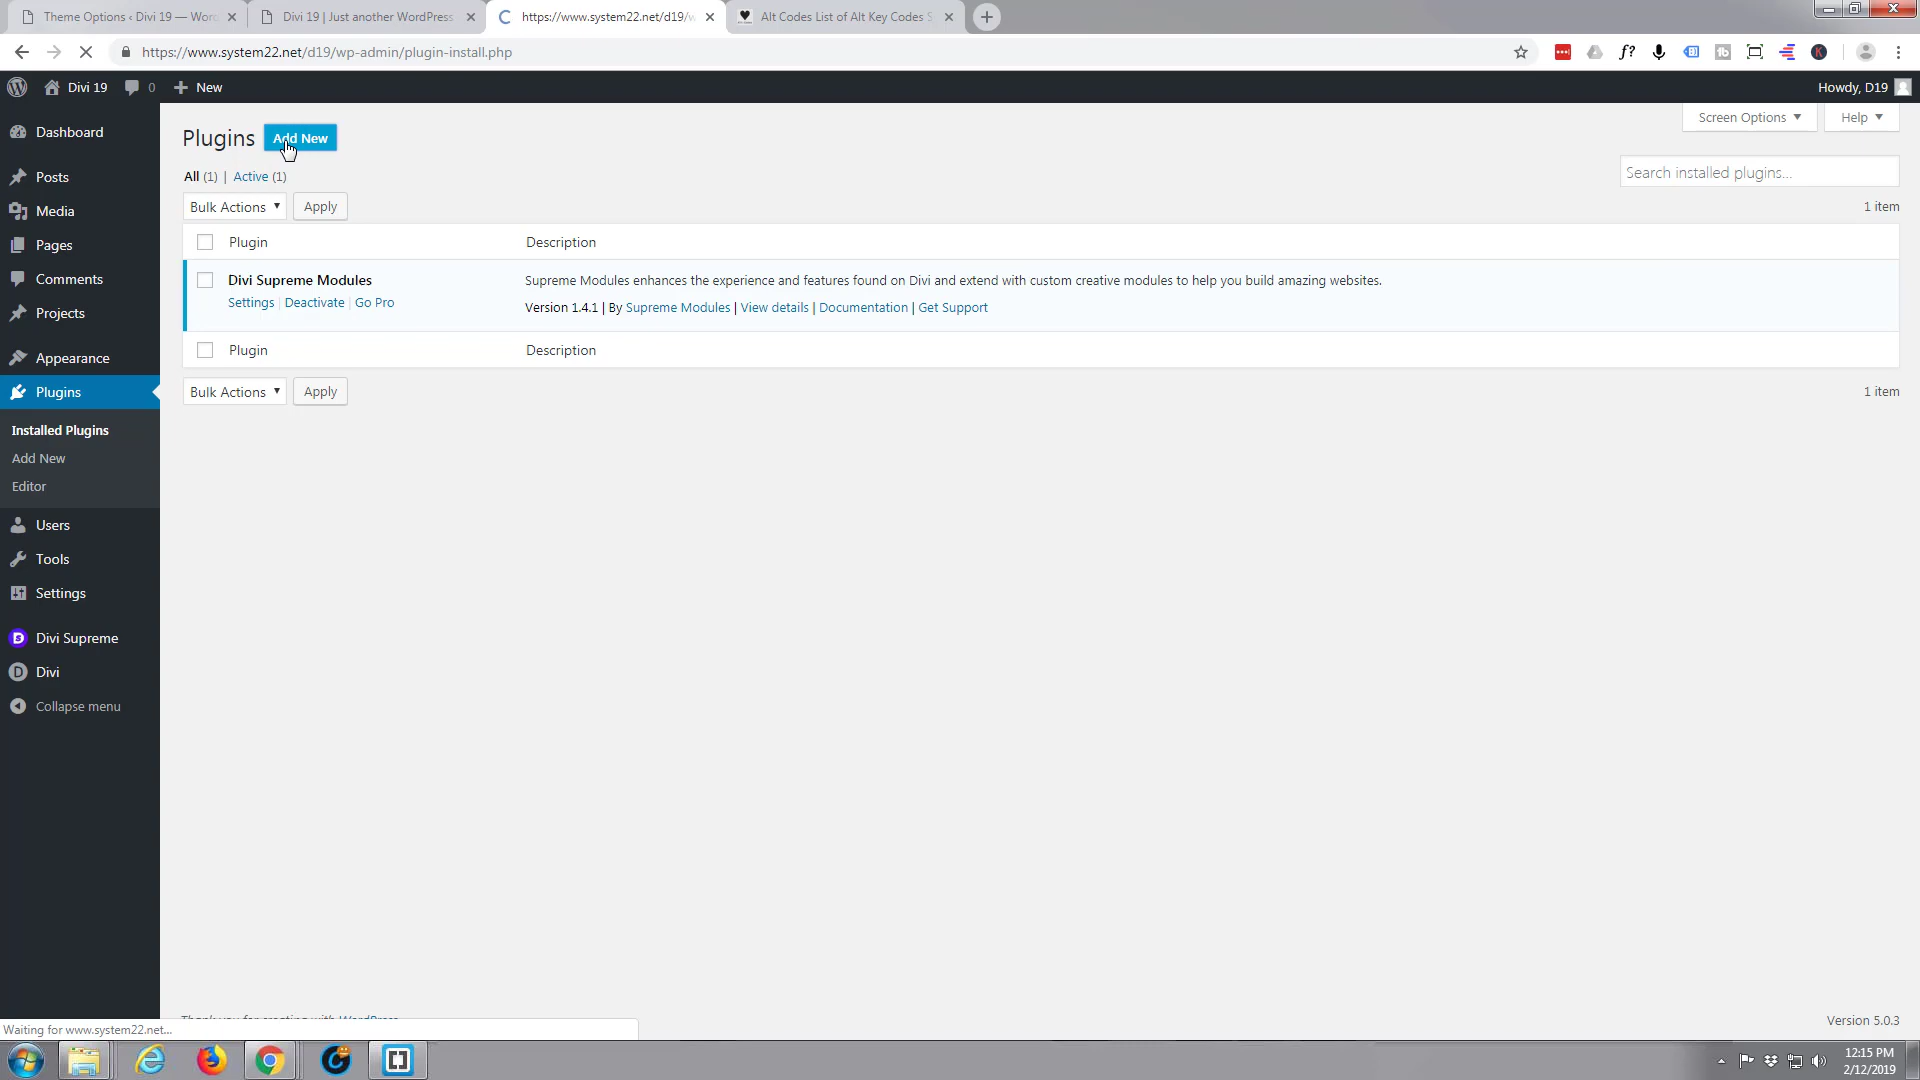 Theme Options ‹ Divi 19 — Wor
Divi 19 | Just another WordPress
https://www.system22.net/d19/w
Alt Codes List of Alt Key Codes S
https://www.system22.net/d19/wp-admin/plugin-install.php
Divi 19
0
New
Howdy, D19
Dashboard
Posts
Media
Pages
Comments
Projects
Appearance
Plugins
Installed Plugins
Add New
Editor
Users
Tools
Settings
Divi Supreme
Divi
Collapse menu
Screen Options
Help
Plugins
Add New
All (1) | Active (1)
Search installed plugins...
Bulk Actions
Apply
1 item
Plugin
Description
Divi Supreme Modules
Supreme Modules enhances the experience and features found on Divi and extend with custom creative modules to help you build amazing websites.
Settings | Deactivate | Go Pro
Version 1.4.1 | By Supreme Modules | View details | Documentation | Get Support
Plugin
Description
Bulk Actions
Apply
1 item
Thank you for creating with WordPress.
Version 5.0.3
Waiting for www.system22.net...
12:15 PM
2/12/2019